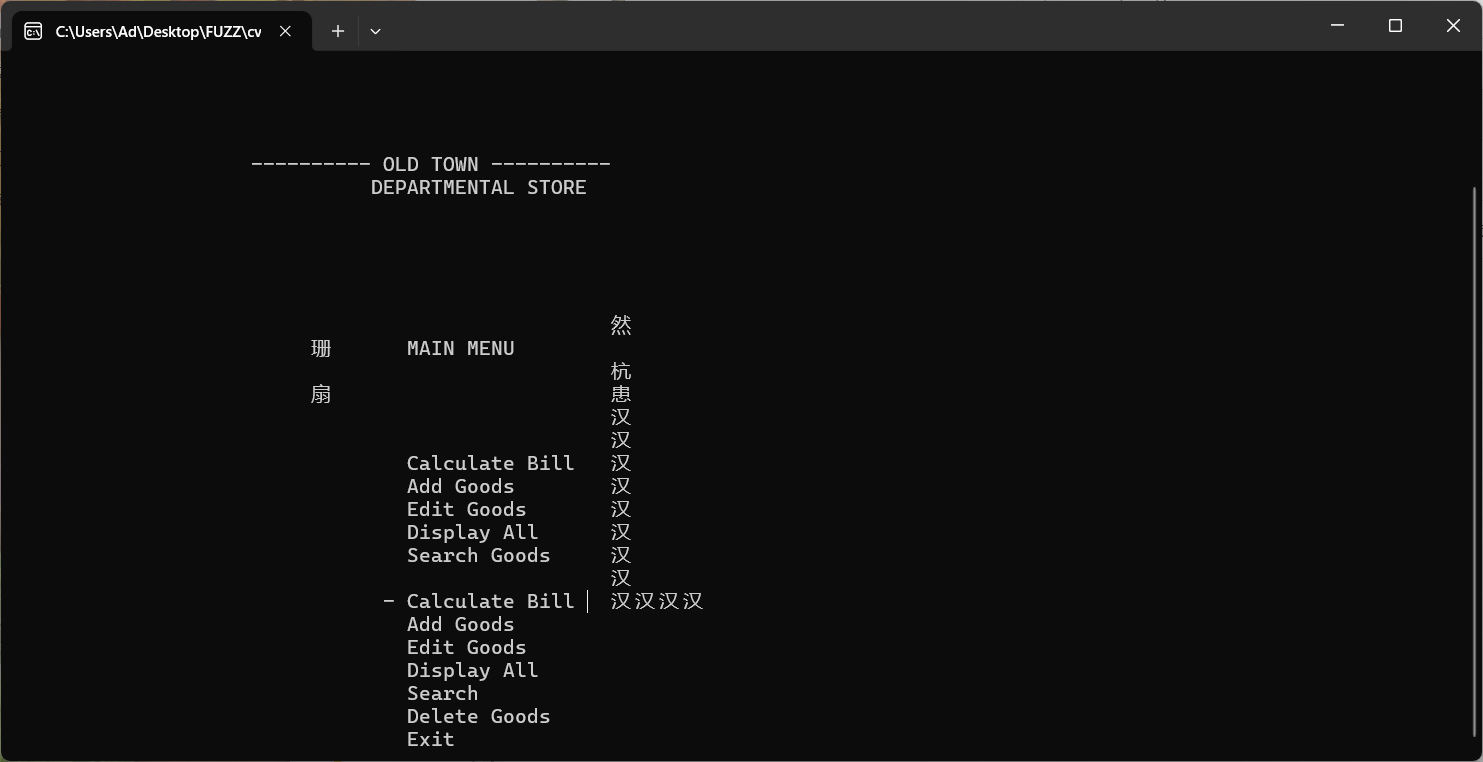 C:\Users\Ad\Desktop\FUZZ\cv
---------- OLD TOWN ----------
DEPARTMENTAL STORE
然
珊 MAIN MENU
杭
扇 崽
汉
汉
Calculate Bill 汉
Add Goods 汉
Edit Goods 汉
Display All 汉
Search Goods 汉
汉
- Calculate Bill | 汉汉汉汉
Add Goods
Edit Goods
Display All
Search
Delete Goods
Exit